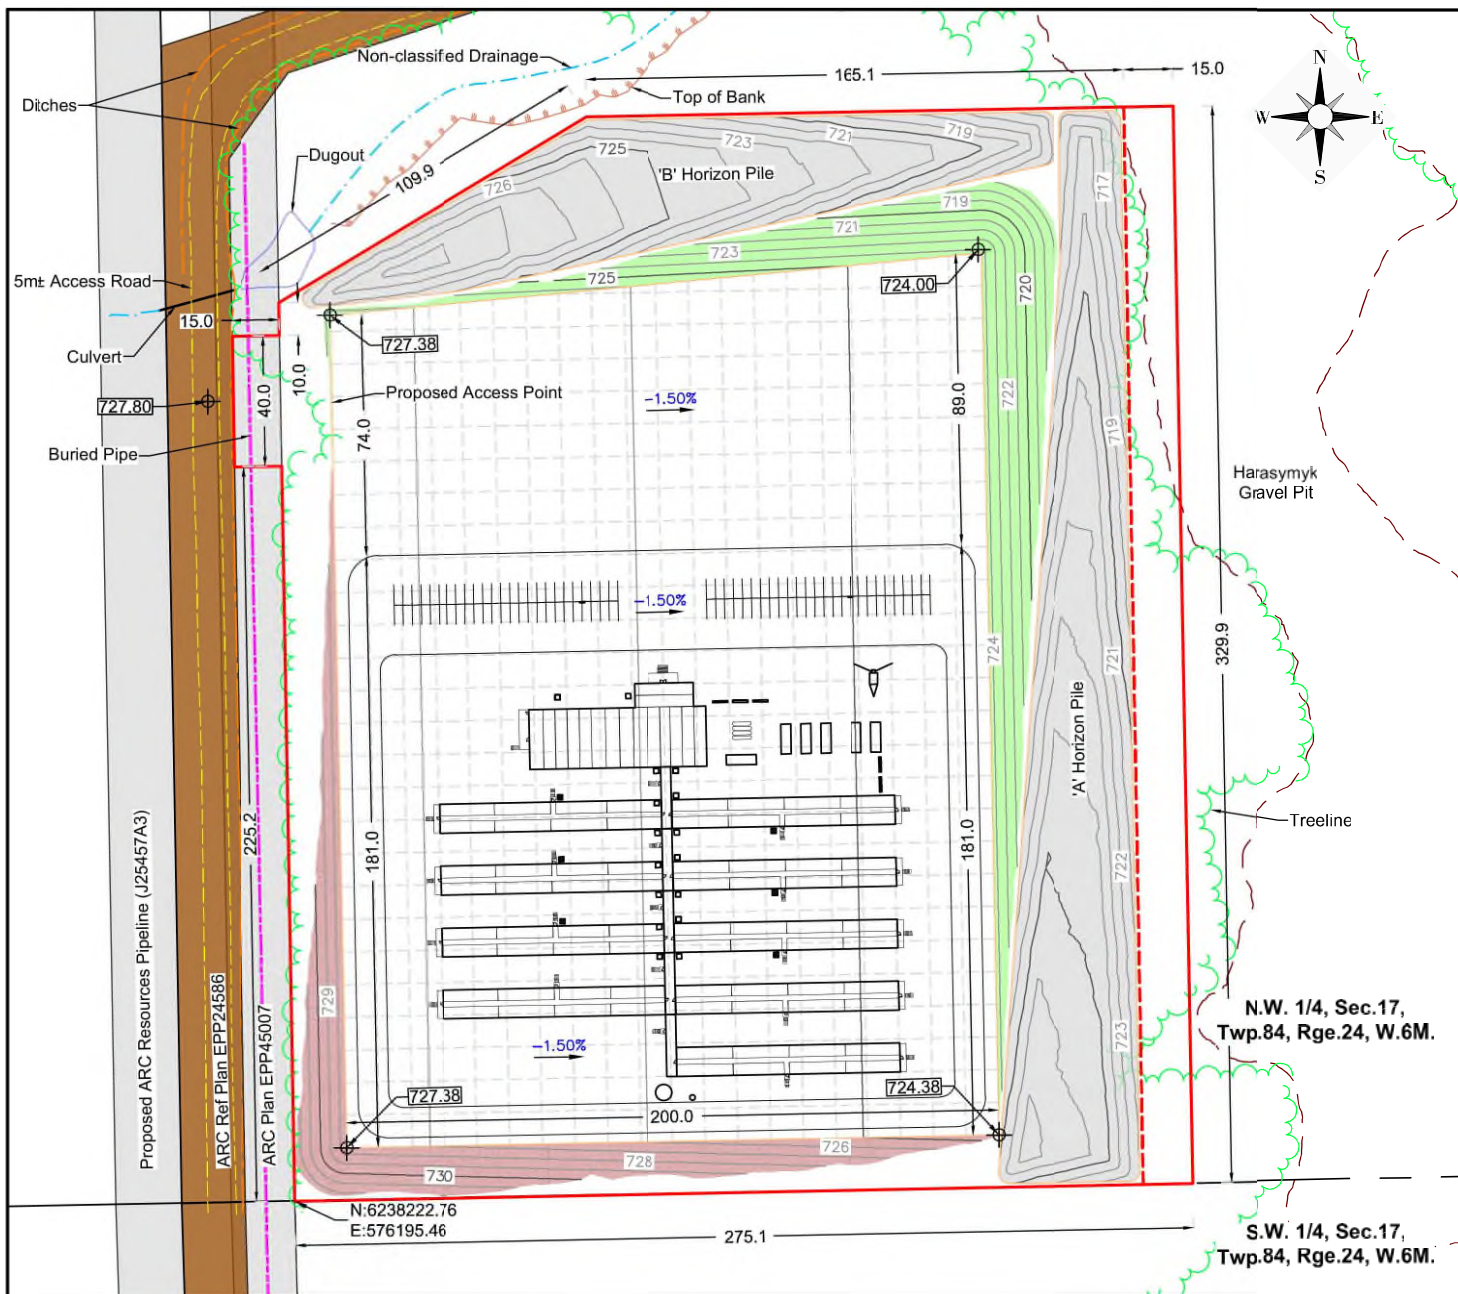 Non-classifed Drainage
165.1
15.0
N
W
E
S
Ditches
Top of Bank
Dugout
109.9
726
725
723
721
719
717
'B' Horizon Pile
719
721
723
725
724.00
720
5m± Access Road
15.0
Culvert
727.38
10.0
40.0
Proposed Access Point
74.0
89.0
-1.50%
722
719
727.80
Buried Pipe
Harasymyk
Gravel Pit
-1.50%
724
721
329.9
'A' Horizon Pile
Treeline
225.2
181.0
181.0
722
Proposed ARC Resources Pipeline (J25457A3)
ARC Ref Plan EPP24586
ARC Plan EPP45007
729
-1.50%
723
N.W. 1/4, Sec.17,
Twp.84, Rge.24, W.6M.
727.38
724.38
200.0
730
728
726
N:6238222.76
E:576195.46
275.1
S.W. 1/4, Sec.17,
Twp.84, Rge.24, W.6M.